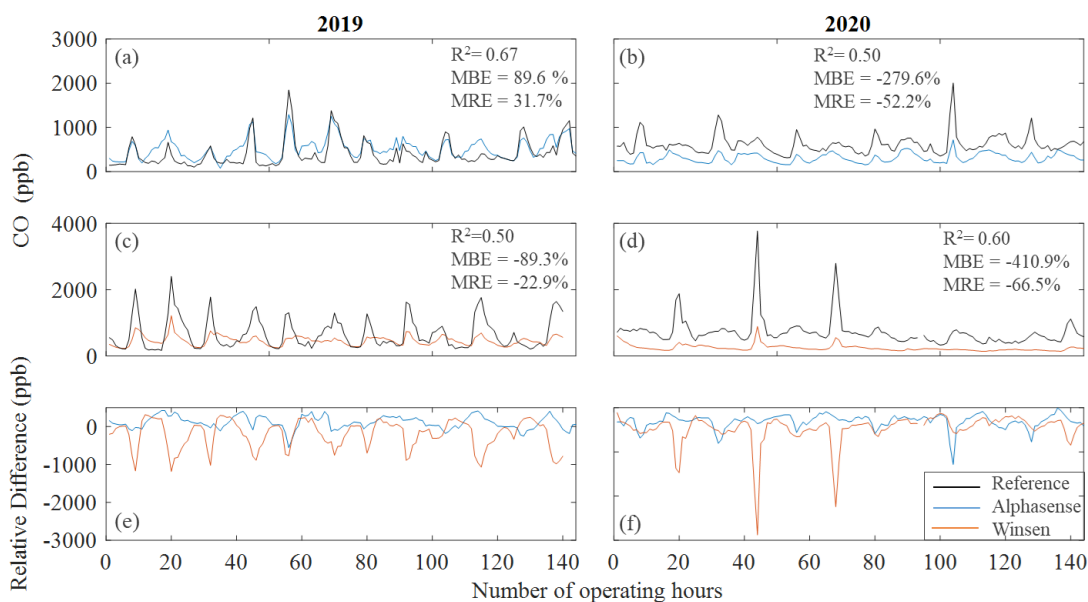 2019
2020
3000
2000
1000
0
(a)
R²= 0.67
MBE = 89.6 %
MRE = 31.7%
(b)
R²= 0.50
MBE = -279.6%
MRE = -52.2%
CO (ppb)
4000
2000
0
(c)
R²=0.50
MBE = -89.3%
MRE = -22.9%
(d)
R²= 0.60
MBE = -410.9%
MRE = -66.5%
Relative Difference (ppb)
0
-1000
-2000
-3000
(e)
(f)
Reference
Alphasense
Winsen
0 20 40 60 80 100 120 140
0 20 40 60 80 100 120 140
Number of operating hours